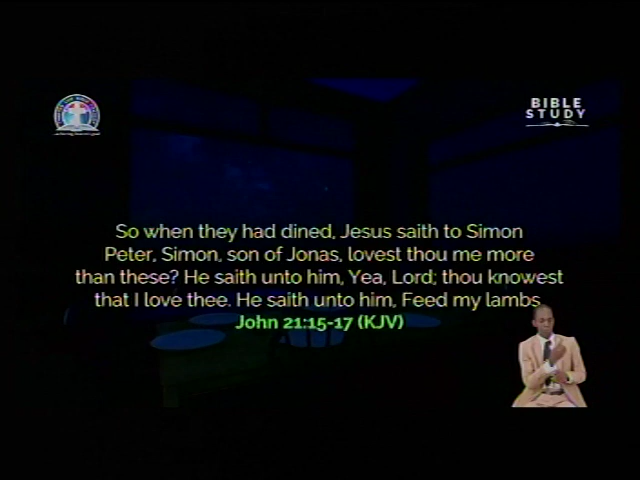 BIBLE
STUDY
So when they had dined, Jesus saith to Simon
Peter, Simon, son of Jonas, lovest thou me more
than these? He saith unto him, Yea, Lord; thou knowest
that I love thee. He saith unto him, Feed my lambs
John 21:15-17 (KJV)